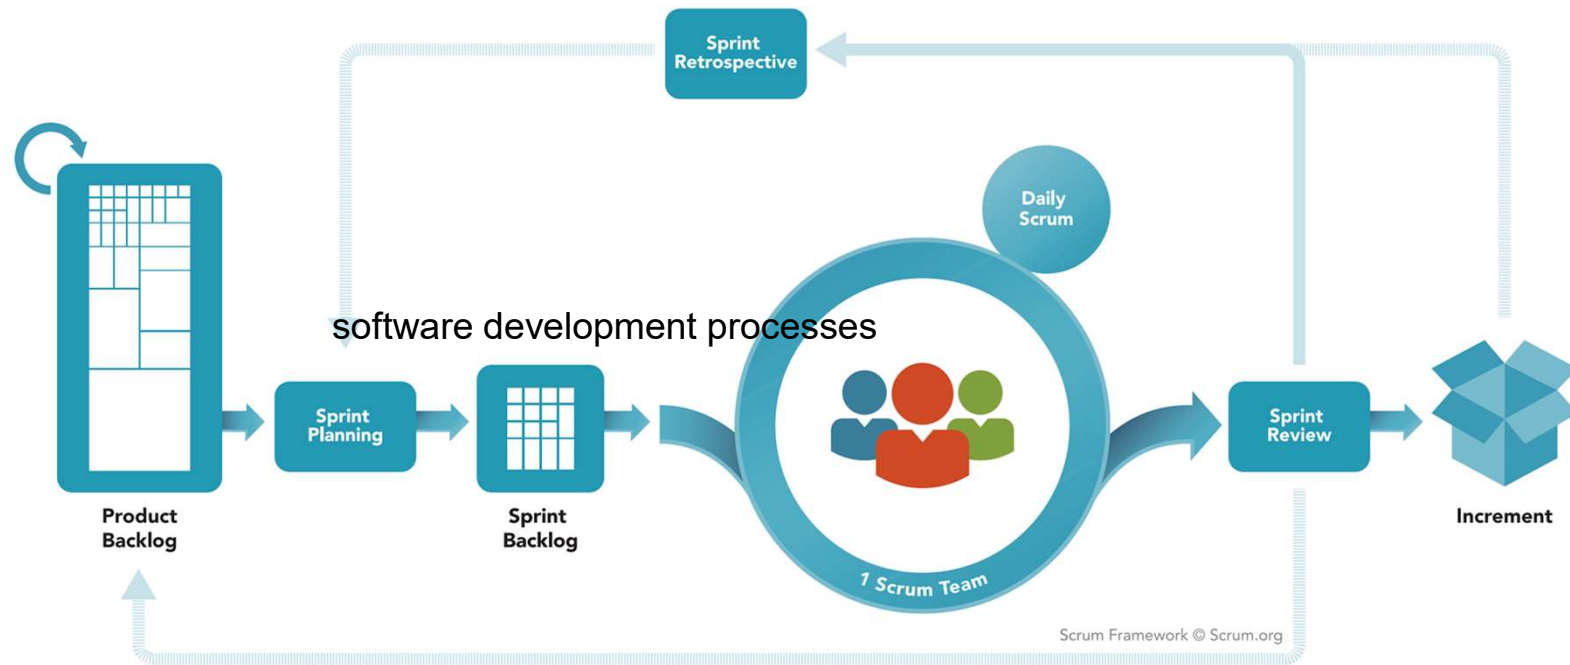 Sprint
Retrospective
Daily
Scrum
software development processes
Sprint
Planning
Sprint
Review
Product
Backlog
Sprint
Backlog
Increment
1 Scrum Team
Scrum Framework © Scrum.org